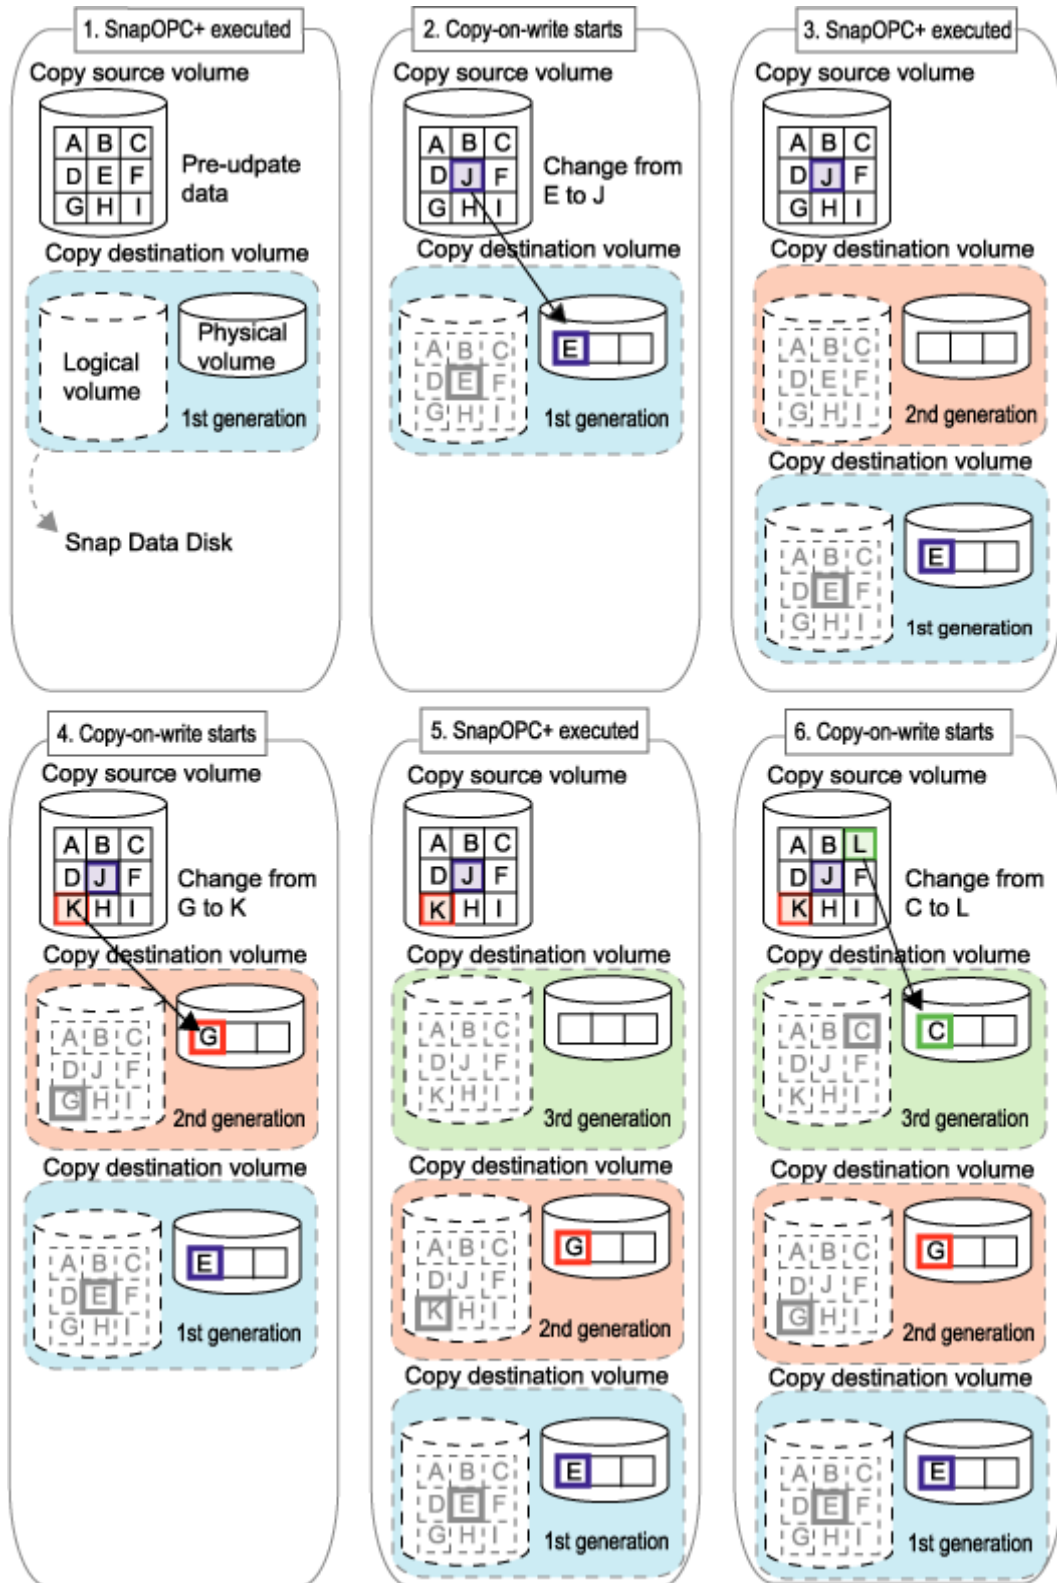 1. SnapOPC+ executed
Copy source volume
A B C
D E F
G H I
Pre-udpate
data
Copy destination volume
Logical
volume
Physical
volume
1st generation
Snap Data Disk
2. Copy-on-write starts
Copy source volume
A B C
D J F
G H I
Change from
E to J
Copy destination volume
A B C
D E F
G H I
E
1st generation
3. SnapOPC+ executed
Copy source volume
A B C
D J F
G H I
Copy destination volume
A B C
D E F
G H I
2nd generation
Copy destination volume
A B C
D E F
G H I
E
1st generation
4. Copy-on-write starts
Copy source volume
A B C
D J F
K H I
Change from
G to K
Copy destination volume
A B C
D J F
G H I
G
2nd generation
Copy destination volume
A B C
D E F
G H I
E
1st generation
5. SnapOPC+ executed
Copy source volume
A B C
D J F
K H I
Copy destination volume
A B C
D J F
K H I
3rd generation
Copy destination volume
A B C
D J F
K H I
G
2nd generation
Copy destination volume
A B C
D E F
G H I
E
1st generation
6. Copy-on-write starts
Copy source volume
A B L
D J F
K H I
Change from
C to L
Copy destination volume
A B C
D J F
K H I
C
3rd generation
Copy destination volume
A B C
D J F
G H I
G
2nd generation
Copy destination volume
A B C
D E F
G H I
E
1st generation